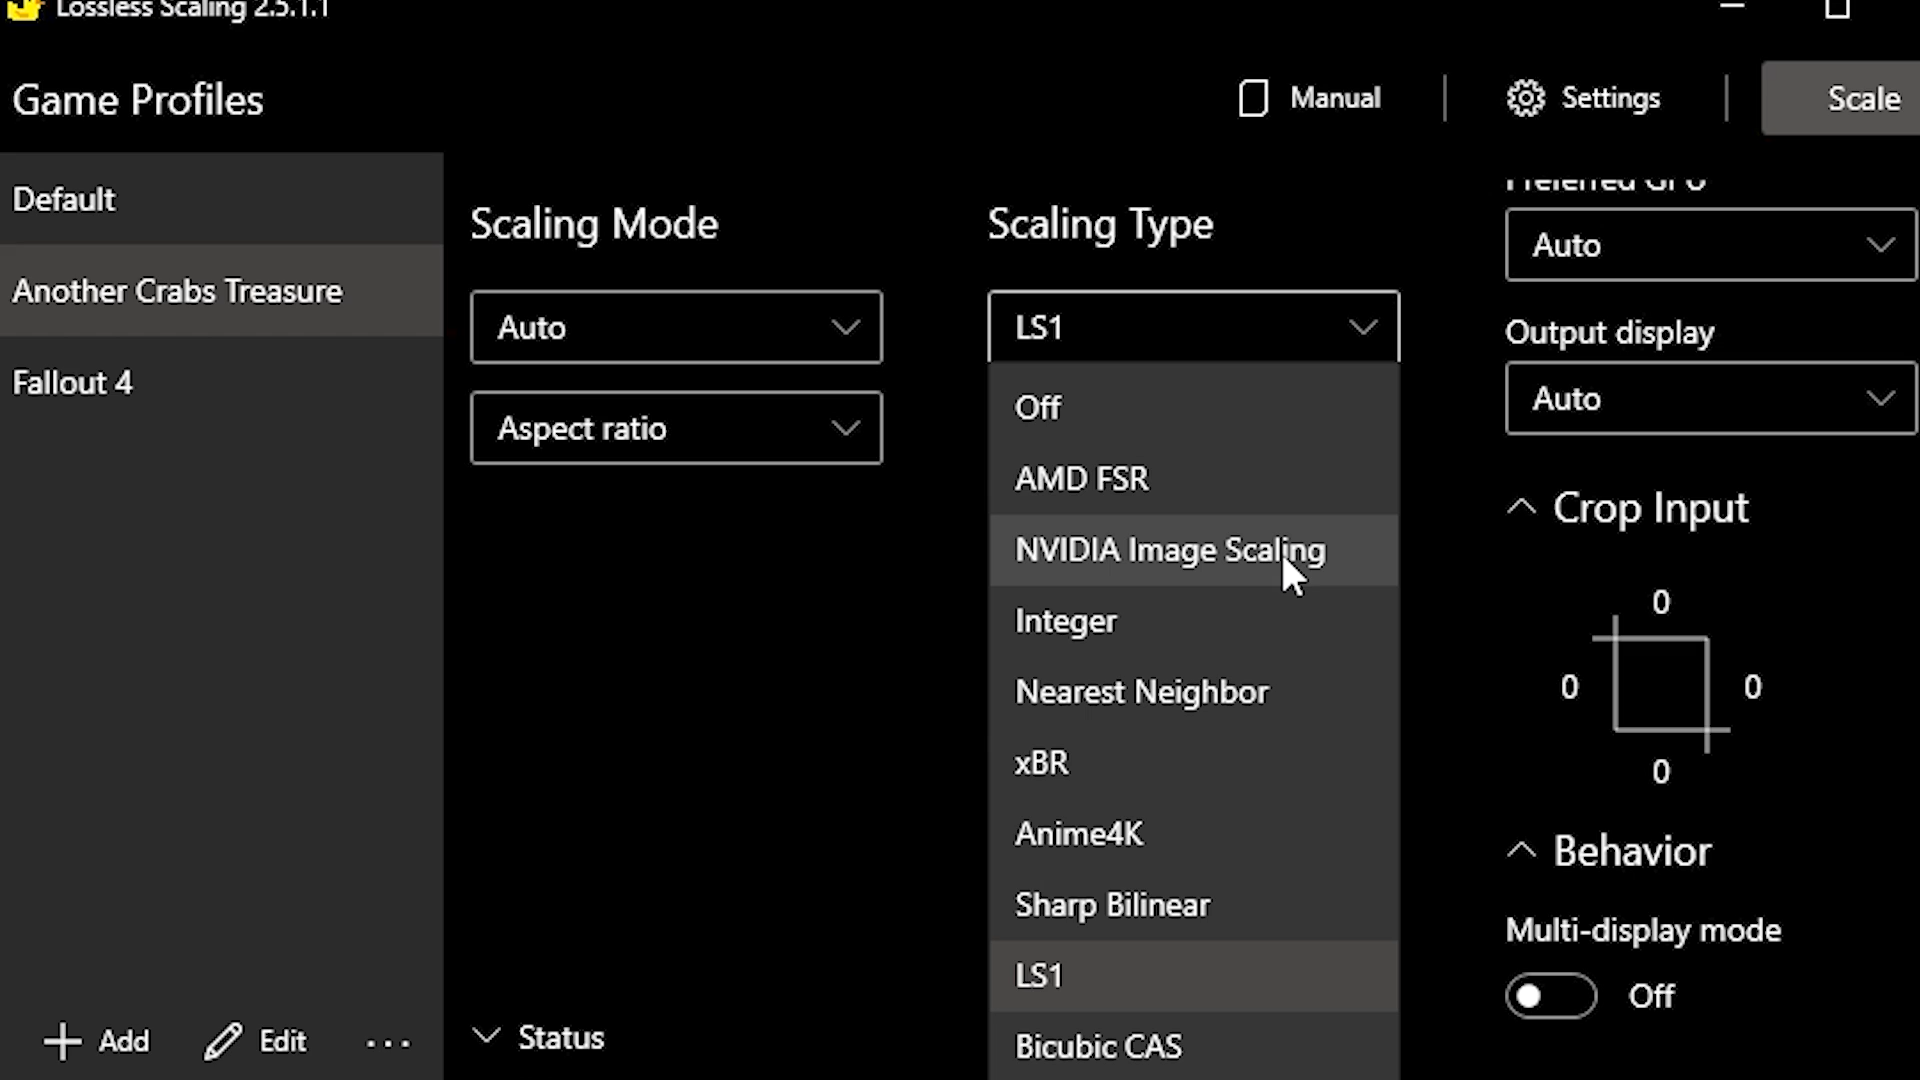 Lossless Scaling 2.5.1.1
Game Profiles
Manual
Settings
Scale
Default
Another Crabs Treasure
Fallout 4
Add
Edit
...
Scaling Mode
Auto
Aspect ratio
Status
Scaling Type
LS1
Off
AMD FSR
NVIDIA Image Scaling
Integer
Nearest Neighbor
xBR
Anime4K
Sharp Bilinear
LS1
Bicubic CAS
Preferred GPU
Auto
Output display
Auto
Crop Input
0
0
0
0
Behavior
Multi-display mode
Off